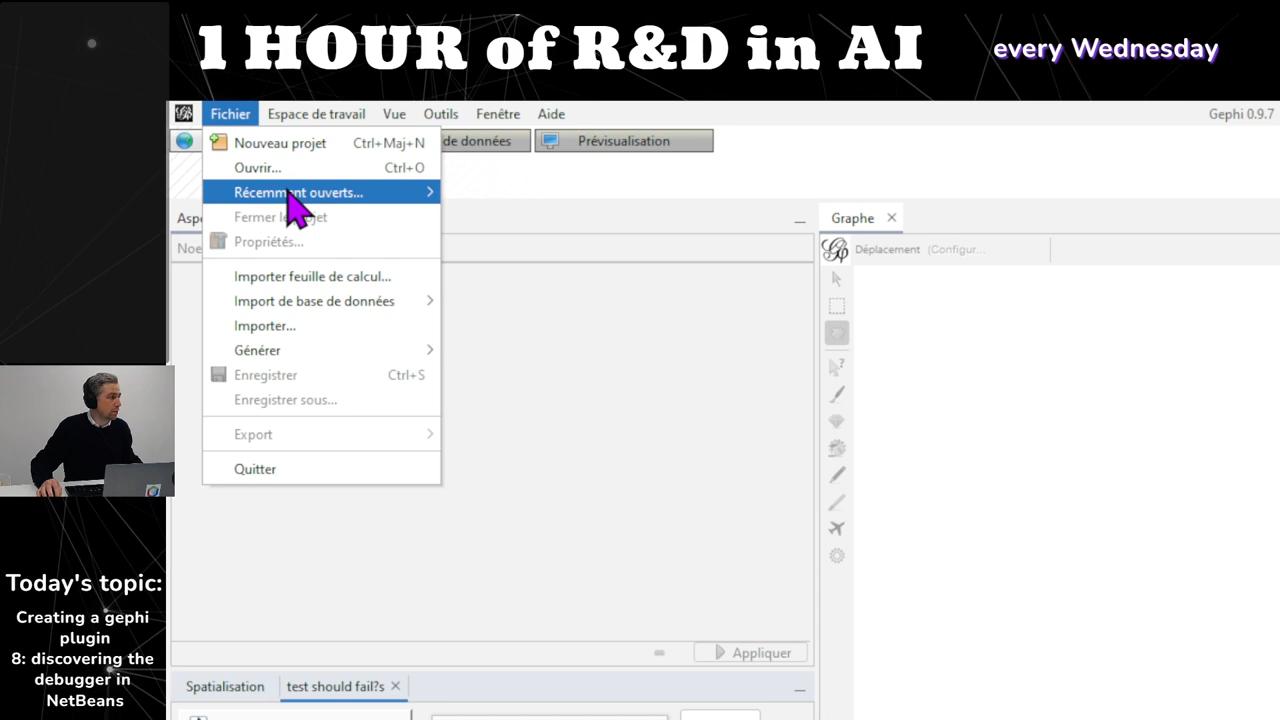 1 HOUR of R&D in AI
every Wednesday
Fichier Espace de travail Vue Outils Fenêtre Aide Gephi 0.9.7
Nouveau projet Ctrl+Maj+N
de données
Prévisualisation
Ouvrir... Ctrl+O
Récemment ouverts...
Fermer le projet
Propriétés...
Importer feuille de calcul...
Import de base de données
Importer...
Générer
Enregistrer Ctrl+S
Enregistrer sous...
Export
Quitter
Aspe
Noe
Graphe
Déplacement (Configur...
Appliquer
Spatialisation test should fail?s
Today's topic:
Creating a gephi
plugin
8: discovering the
debugger in
NetBeans